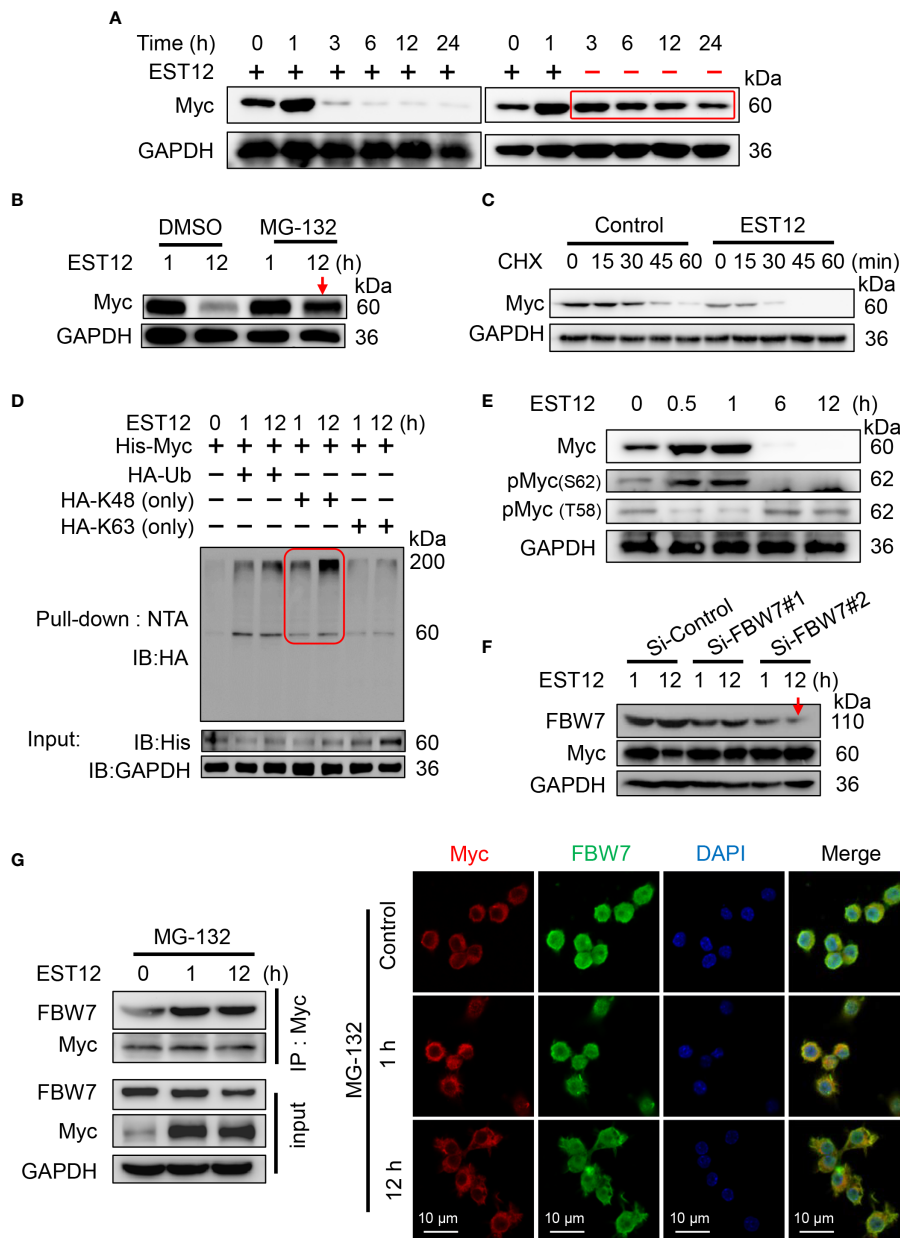 A
Time (h) 0 1 3 6 12 24 0 1 3 6 12 24
EST12 + + + + + + + + − − − −
kDa
Myc 60
GAPDH 36
B
DMSO MG-132
EST12 1 12 1 12 (h)
kDa
Myc 60
GAPDH 36
C
Control EST12
CHX 0 15 30 45 60 0 15 30 45 60 (min)
kDa
Myc 60
GAPDH 36
D
EST12 0 1 12 1 12 1 12 (h)
His-Myc + + + + + + +
HA-Ub − + + − − − −
HA-K48 (only) − − − + + − −
HA-K63 (only) − − − − − + +
kDa
200
Pull-down : NTA
60
IB:HA
Input: IB:His 60
IB:GAPDH 36
E
EST12 0 0.5 1 6 12 (h)
kDa
Myc 60
pMyc(S62) 62
pMyc (T58) 62
GAPDH 36
F
Si-Control Si-FBW7#1 Si-FBW7#2
EST12 1 12 1 12 1 12 (h)
kDa
FBW7 110
Myc 60
GAPDH 36
G
MG-132
EST12 0 1 12 (h)
FBW7
Myc
IP : Myc
FBW7
Myc
GAPDH
input
Myc FBW7 DAPI Merge
MG-132
Control
1 h
12 h
10 µm 10 µm 10 µm 10 µm